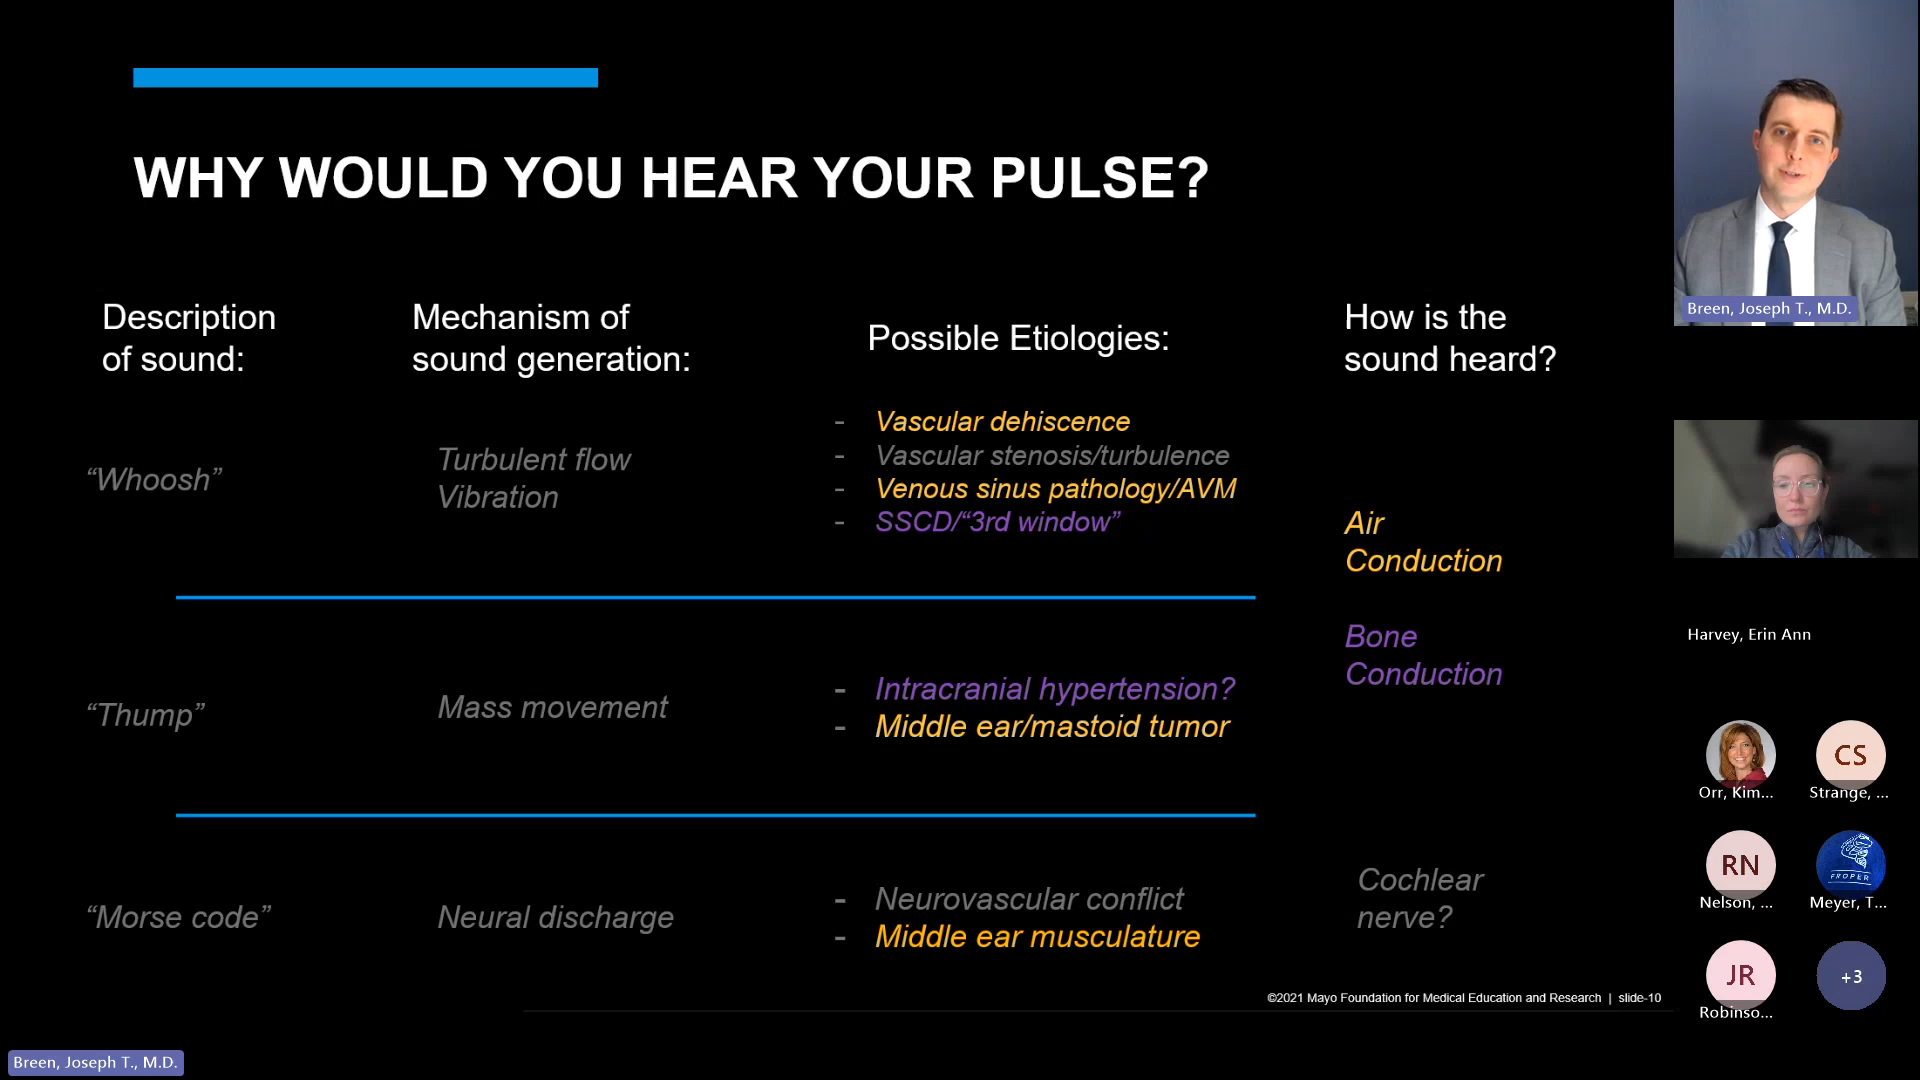 WHY WOULD YOU HEAR YOUR PULSE?
Description
of sound:
Mechanism of
sound generation:
Possible Etiologies:
How is the
sound heard?
“Whoosh”
Turbulent flow
Vibration
- Vascular dehiscence
- Vascular stenosis/turbulence
- Venous sinus pathology/AVM
- SSCD/“3rd window”
Air
Conduction
Bone
Conduction
“Thump”
Mass movement
- Intracranial hypertension?
- Middle ear/mastoid tumor
“Morse code”
Neural discharge
- Neurovascular conflict
- Middle ear musculature
Cochlear
nerve?
©2021 Mayo Foundation for Medical Education and Research | slide-10
Breen, Joseph T., M.D.
Harvey, Erin Ann
Orr, Kim...
CS
Strange, ...
RN
Nelson, ...
PROPER
Meyer, T...
JR
Robinso...
+3
Breen, Joseph T., M.D.